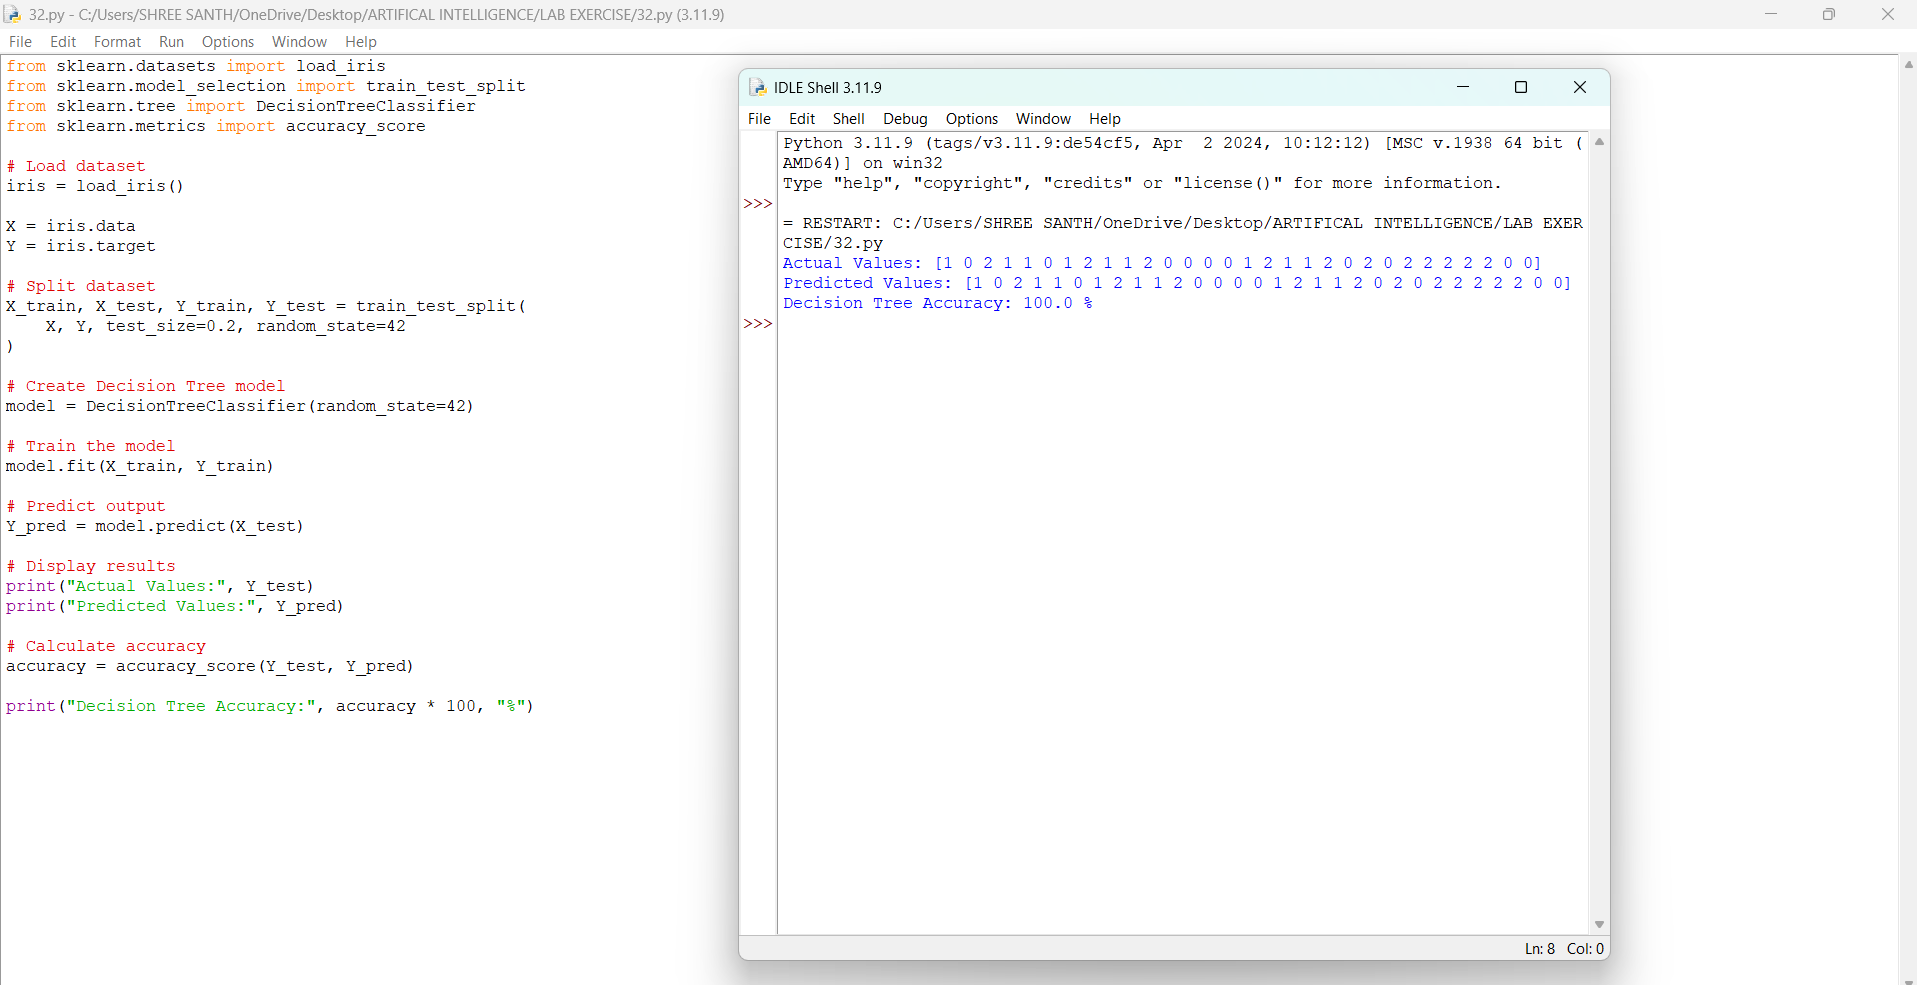 32.py - C:/Users/SHREE SANTH/OneDrive/Desktop/ARTIFICAL INTELLIGENCE/LAB EXERCISE/32.py (3.11.9)
File Edit Format Run Options Window Help
from sklearn.datasets import load_iris
from sklearn.model_selection import train_test_split
from sklearn.tree import DecisionTreeClassifier
from sklearn.metrics import accuracy_score
# Load dataset
iris = load_iris()
X = iris.data
Y = iris.target
# Split dataset
X_train, X_test, Y_train, Y_test = train_test_split(
    X, Y, test_size=0.2, random_state=42
)
# Create Decision Tree model
model = DecisionTreeClassifier(random_state=42)
# Train the model
model.fit(X_train, Y_train)
# Predict output
Y_pred = model.predict(X_test)
# Display results
print("Actual Values:", Y_test)
print("Predicted Values:", Y_pred)
# Calculate accuracy
accuracy = accuracy_score(Y_test, Y_pred)
print("Decision Tree Accuracy:", accuracy * 100, "%")
IDLE Shell 3.11.9
File Edit Shell Debug Options Window Help
Python 3.11.9 (tags/v3.11.9:de54cf5, Apr  2 2024, 10:12:12) [MSC v.1938 64 bit (
AMD64)] on win32
Type "help", "copyright", "credits" or "license()" for more information.
>>>
= RESTART: C:/Users/SHREE SANTH/OneDrive/Desktop/ARTIFICAL INTELLIGENCE/LAB EXER
CISE/32.py
Actual Values: [1 0 2 1 1 0 1 2 1 1 2 0 0 0 0 1 2 1 1 2 0 2 0 2 2 2 2 2 0 0]
Predicted Values: [1 0 2 1 1 0 1 2 1 1 2 0 0 0 0 1 2 1 1 2 0 2 0 2 2 2 2 2 0 0]
Decision Tree Accuracy: 100.0 %
>>>
Ln: 8 Col: 0